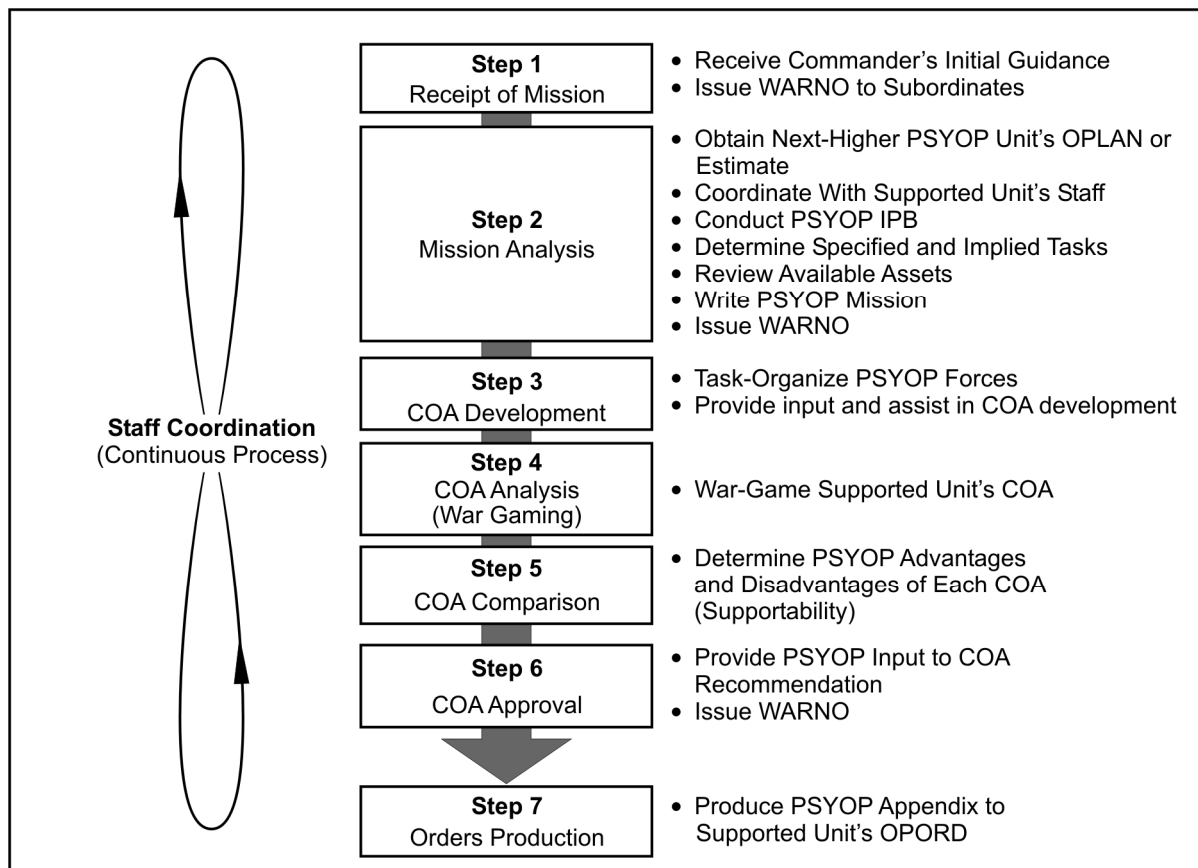 Step 1
Receipt of Mission
• Receive Commander's Initial Guidance
• Issue WARNO to Subordinates
Step 2
Mission Analysis
• Obtain Next-Higher PSYOP Unit's OPLAN or
Estimate
• Coordinate With Supported Unit's Staff
• Conduct PSYOP IPB
• Determine Specified and Implied Tasks
• Review Available Assets
• Write PSYOP Mission
• Issue WARNO
Staff Coordination
(Continuous Process)
Step 3
COA Development
• Task-Organize PSYOP Forces
• Provide input and assist in COA development
Step 4
COA Analysis
(War Gaming)
• War-Game Supported Unit's COA
Step 5
COA Comparison
• Determine PSYOP Advantages
and Disadvantages of Each COA
(Supportability)
Step 6
COA Approval
• Provide PSYOP Input to COA
Recommendation
• Issue WARNO
Step 7
Orders Production
• Produce PSYOP Appendix to
Supported Unit's OPORD